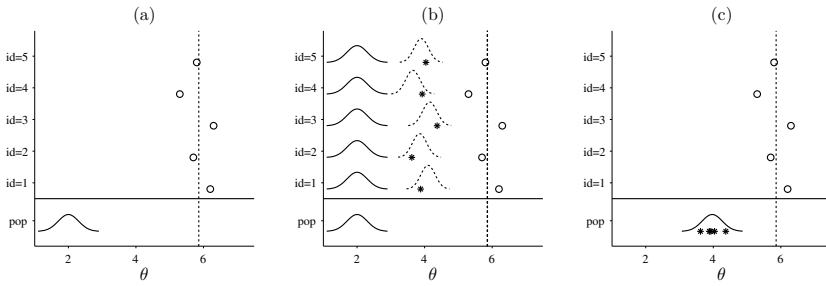 (a)
id=5
id=4
id=3
id=2
id=1
pop
2 4 6
θ
(b)
id=5
id=4
id=3
id=2
id=1
pop
2 4 6
θ
(c)
id=5
id=4
id=3
id=2
id=1
pop
2 4 6
θ